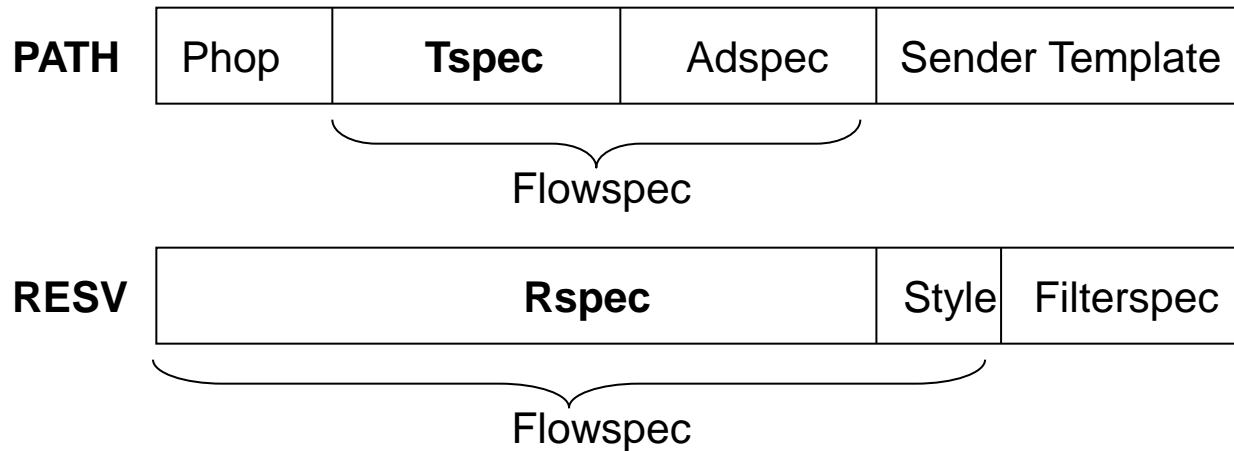 PATH Phop Tspec Adspec Sender Template
Flowspec
RESV Rspec Style Filterspec
Flowspec